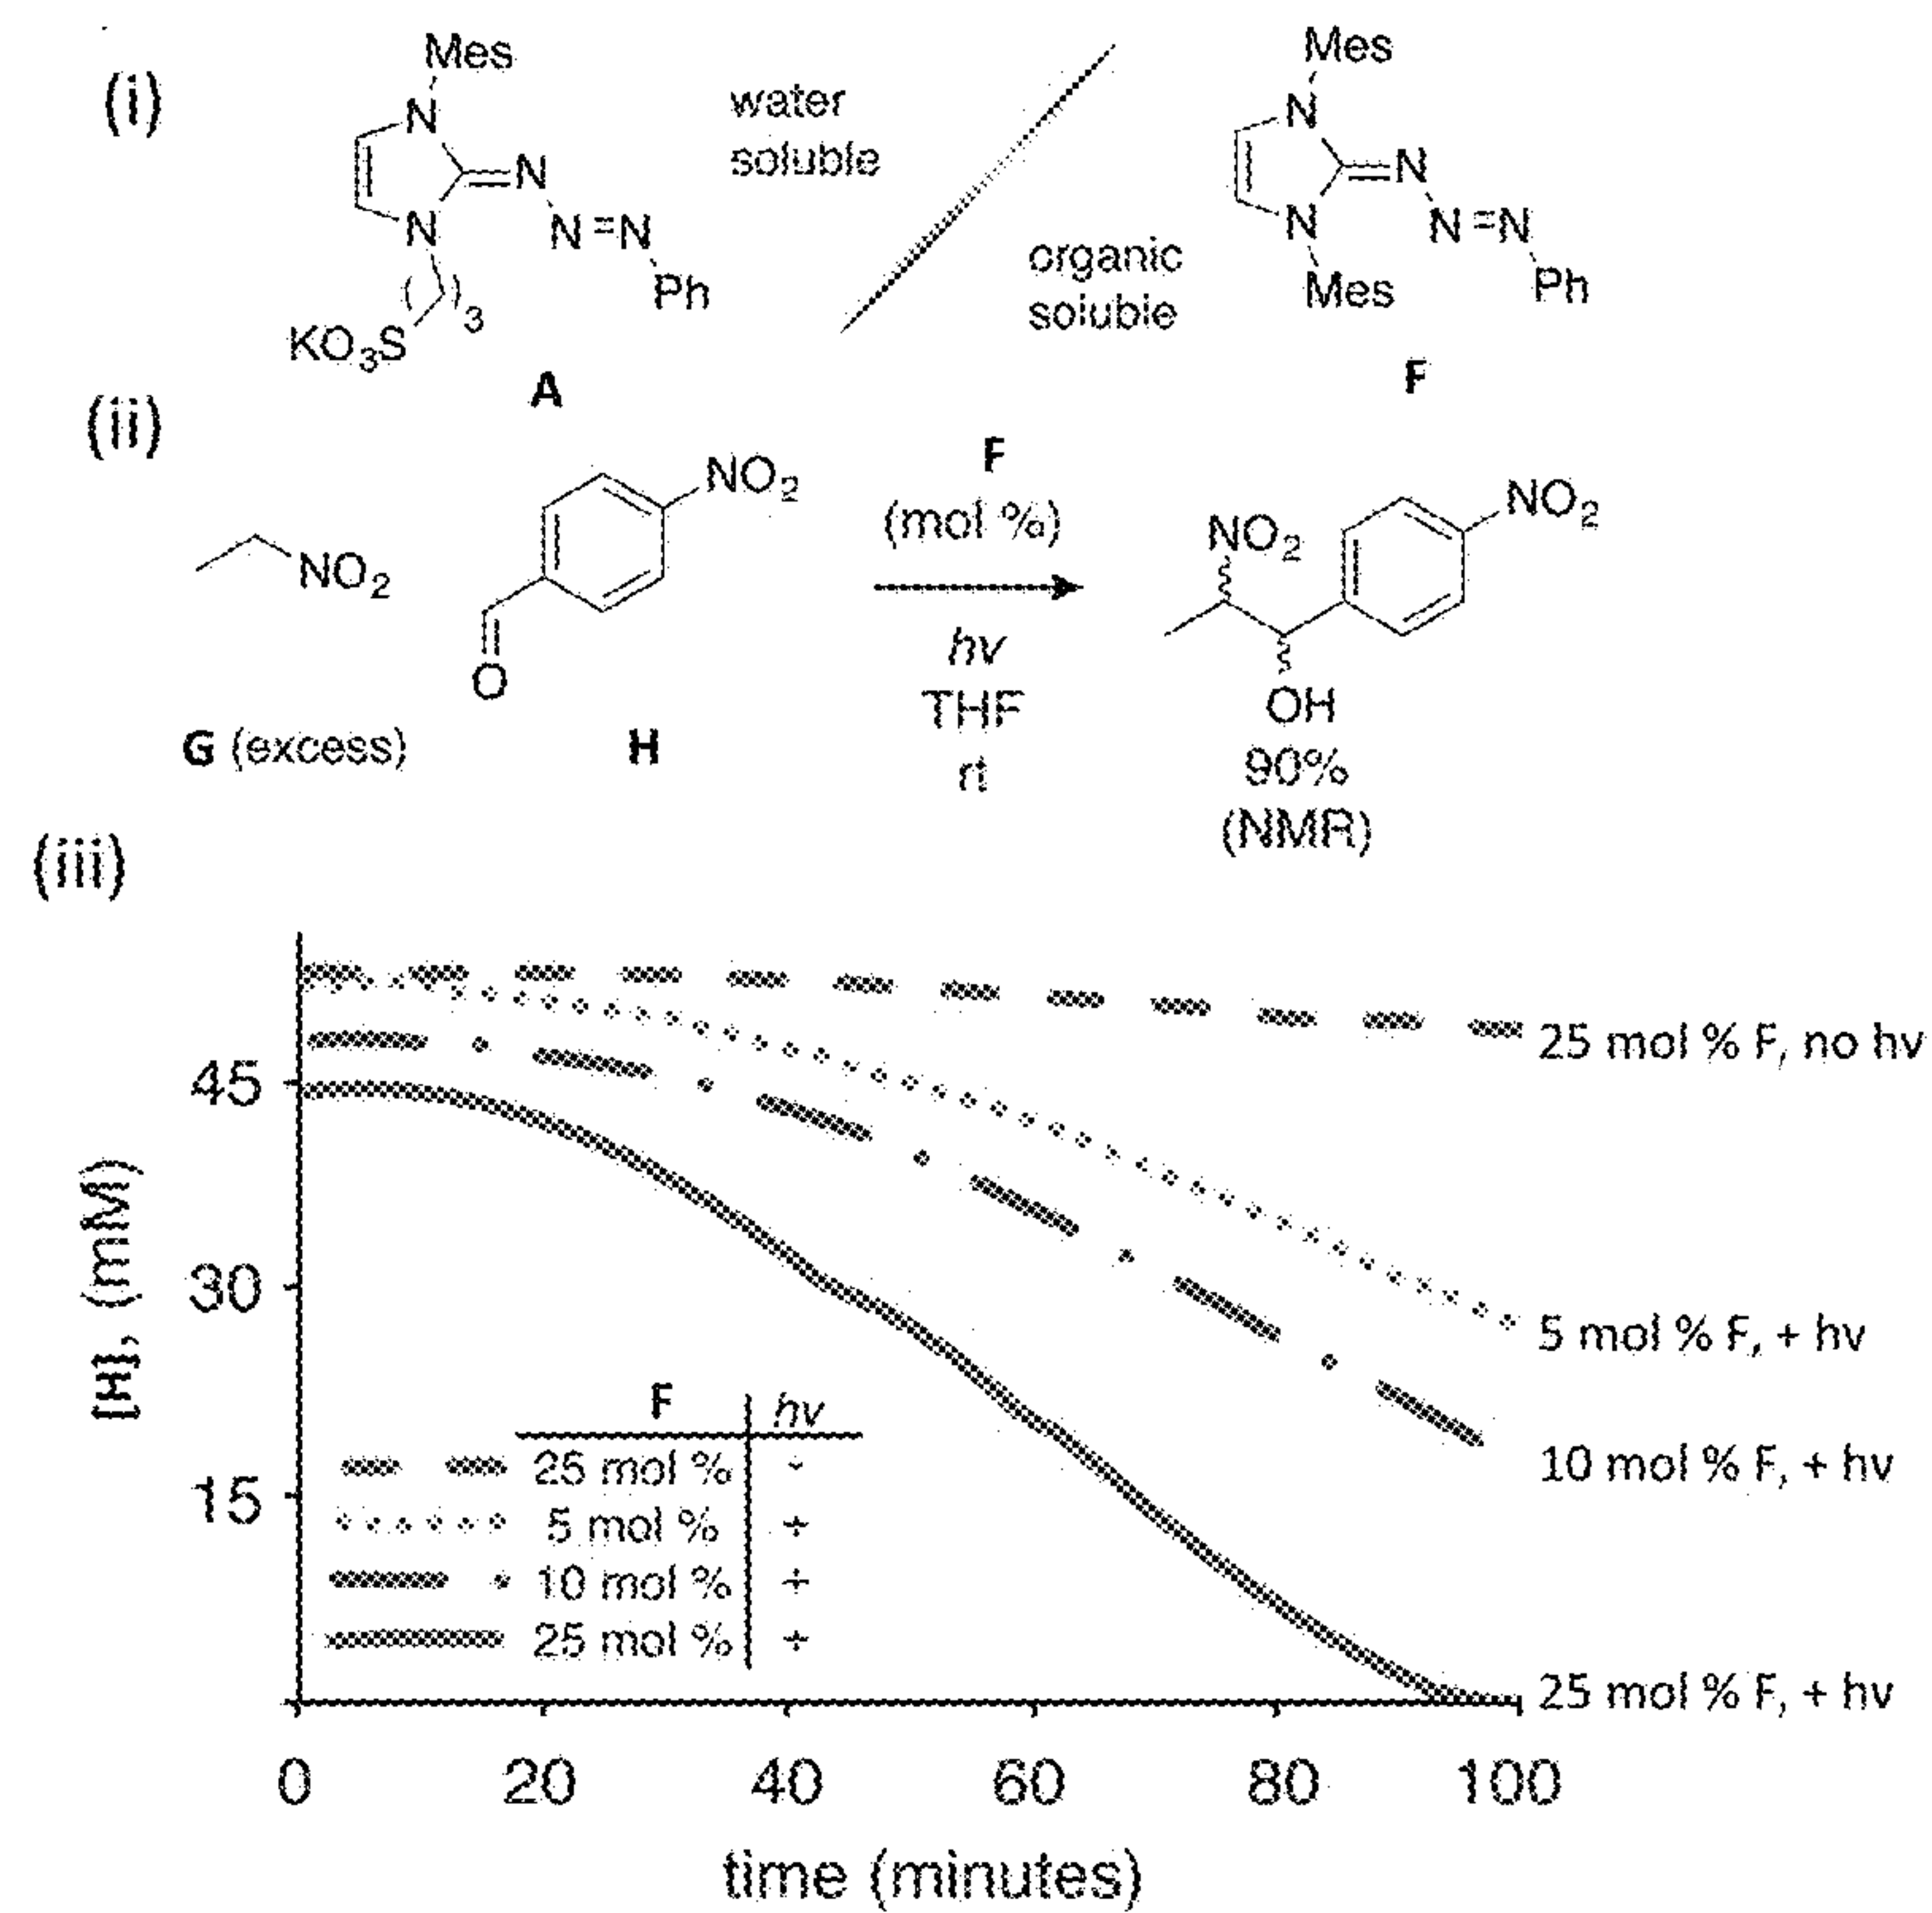 (i)
Mes
N
N
N
N=N
Ph
( )3
KO3S
A
water
soluble
organic
soluble
Mes
N
N
N
N=N
Mes
Ph
F
(ii)
NO2
G (excess)
NO2
O
H
F
(mol %)
hv
THF
rt
NO2
NO2
OH
90%
(NMR)
(iii)
[H], (mM)
45
30
15
25 mol % F, no hv
5 mol % F, + hv
10 mol % F, + hv
25 mol % F, + hv
F hv
25 mol % -
5 mol % +
10 mol % +
25 mol % +
0 20 40 60 80 100
time (minutes)